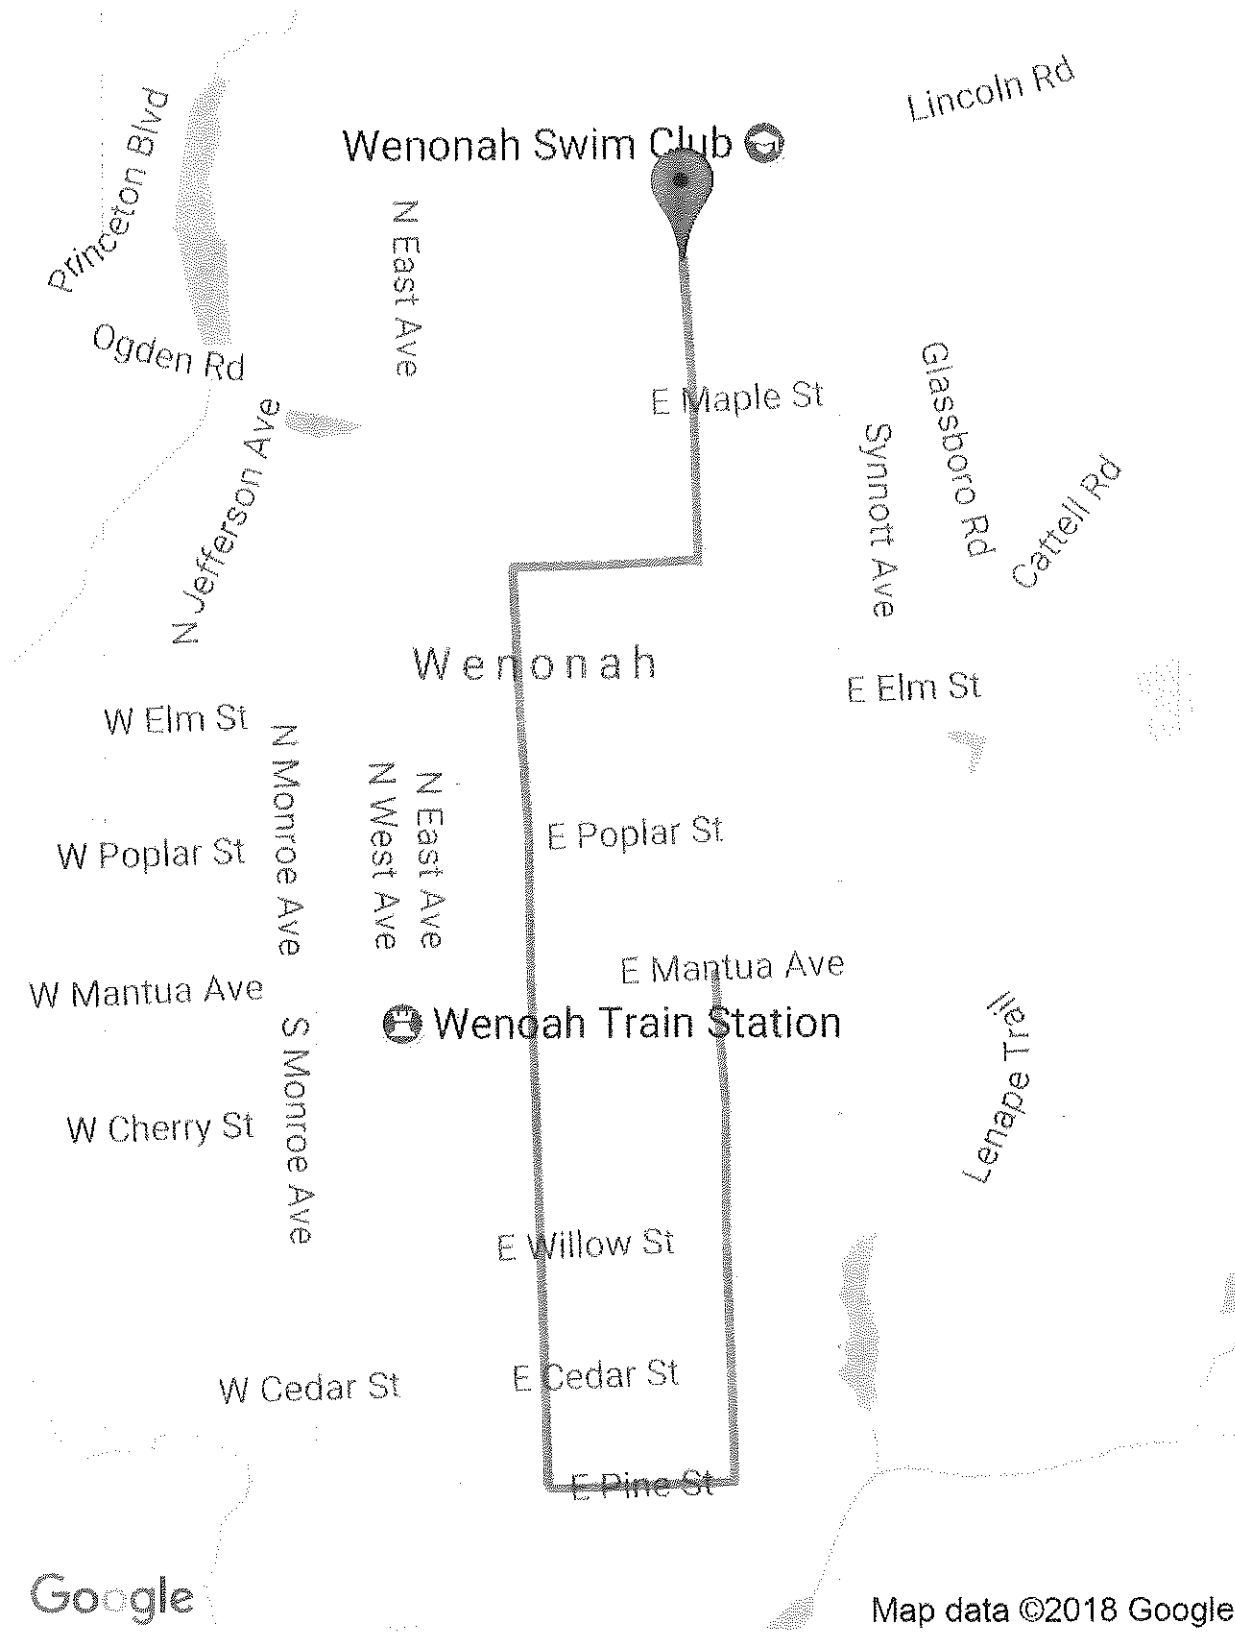 Lincoln Rd
Princeton Blvd
Wenonah Swim Club
N East Ave
Ogden Rd
Glassboro Rd
E Maple St
N Jefferson Ave
Synnott Ave
Cattell Rd
Wenonah
E Elm St
W Elm St
N Monroe Ave
N West Ave
N East Ave
E Poplar St
W Poplar St
E Mantua Ave
W Mantua Ave
Wenoah Train Station
Lenape Trail
S Monroe Ave
W Cherry St
E Willow St
E Cedar St
W Cedar St
E Pine St
Google
Map data ©2018 Google